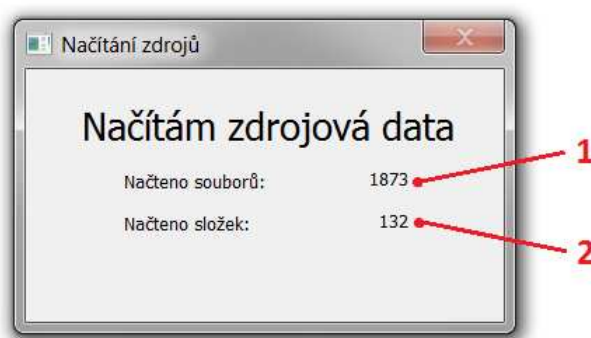 Načítání zdrojů
Načítám zdrojová data
Načteno souborů: 1873
Načteno složek: 132
1
2